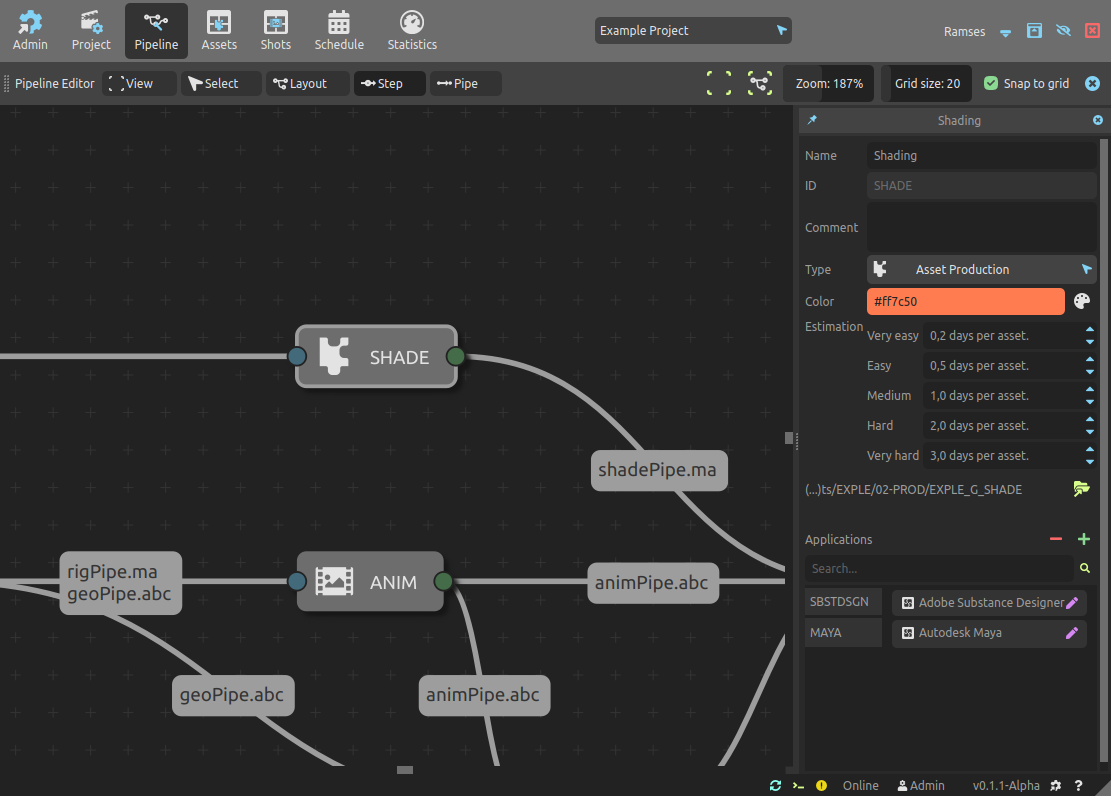 Admin
Project
Pipeline
Assets
Shots
Schedule
Statistics
Example Project
Ramses
Pipeline Editor
View
Select
Layout
Step
Pipe
Zoom: 187%
Grid size: 20
Snap to grid
Shading
Name
Shading
ID
SHADE
Comment
Type
Asset Production
Color
#ff7c50
Estimation
Very easy
0,2 days per asset.
Easy
0,5 days per asset.
Medium
1,0 days per asset.
Hard
2,0 days per asset.
Very hard
3,0 days per asset.
(...)ts/EXPLE/02-PROD/EXPLE_G_SHADE
Applications
Search...
SBSTDSGN
Adobe Substance Designer
MAYA
Autodesk Maya
SHADE
shadePipe.ma
rigPipe.ma
geoPipe.abc
ANIM
animPipe.abc
geoPipe.abc
animPipe.abc
Online
Admin
v0.1.1-Alpha
?